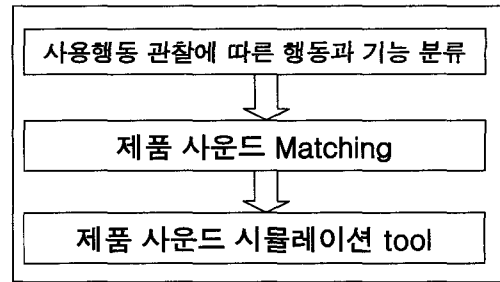 사용행동 관찰에 따른 행동과 기능 분류
제품 사운드 Matching
제품 사운드 시뮬레이션 tool